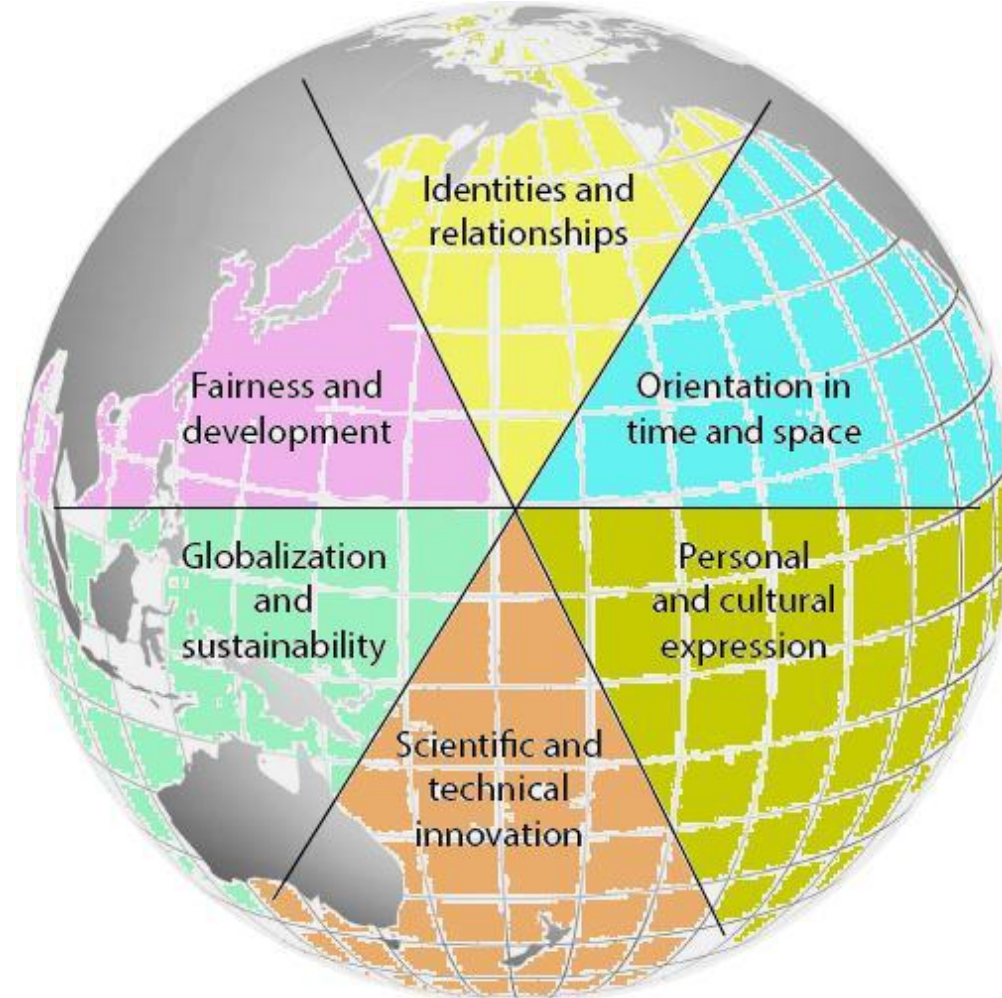 Identities and
relationships
Fairness and
development
Orientation in
time and space
Globalization
and
sustainability
Personal
and cultural
expression
Scientific and
technical
innovation